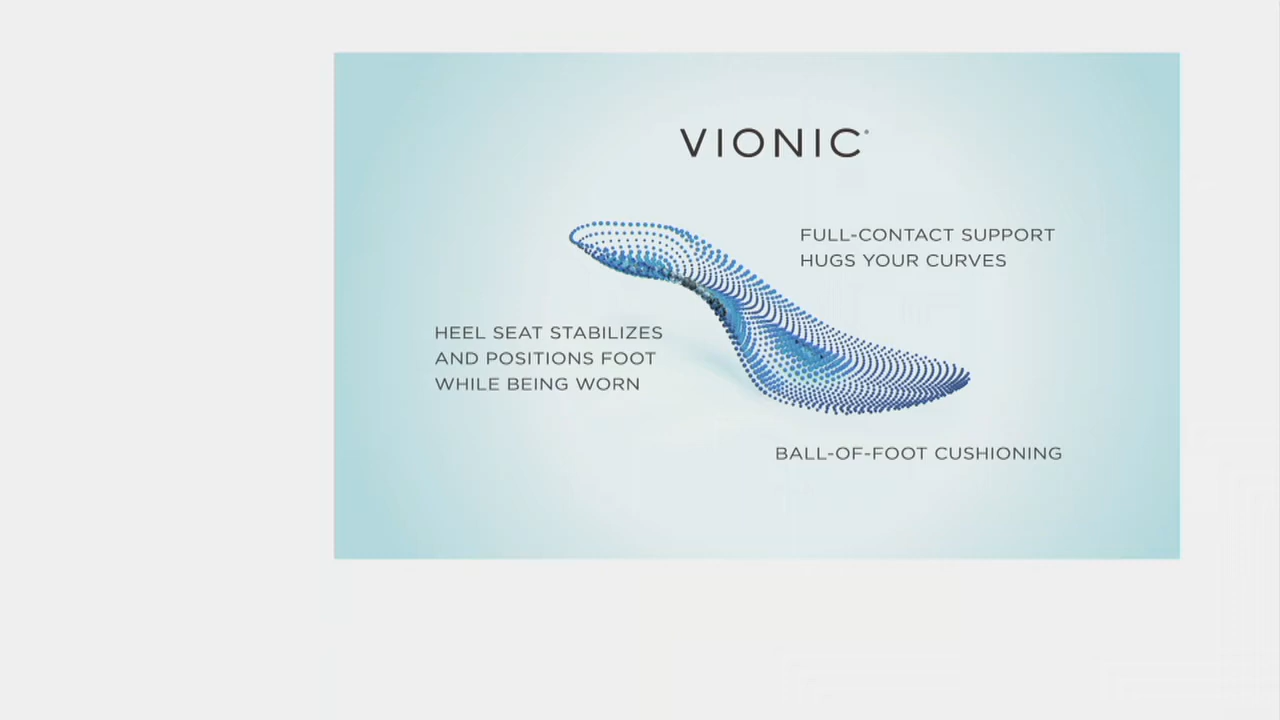 VIONIC®
FULL-CONTACT SUPPORT
HUGS YOUR CURVES
HEEL SEAT STABILIZES
AND POSITIONS FOOT
WHILE BEING WORN
BALL-OF-FOOT CUSHIONING